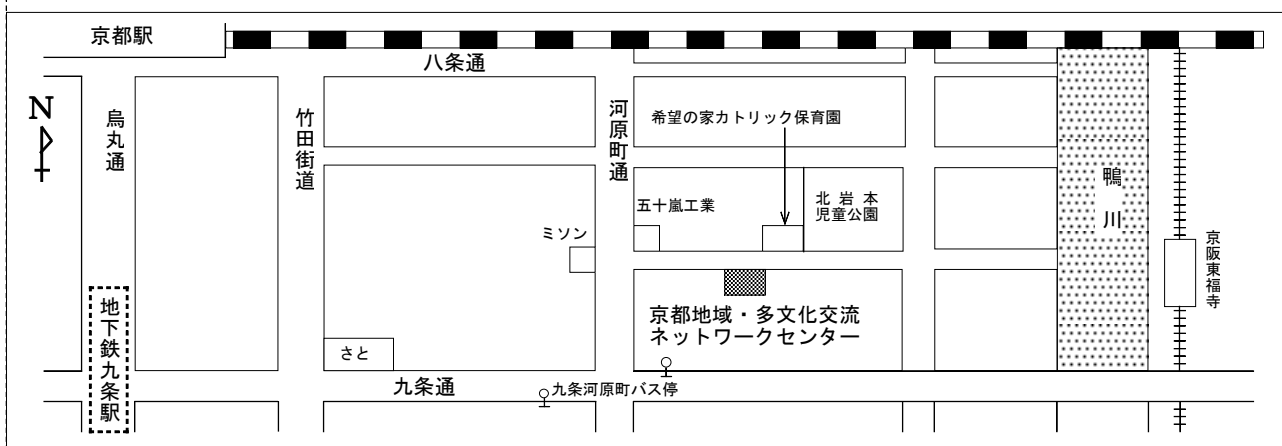 京都駅
八条通
N
烏丸通
竹田街道
河原町通
希望の家カトリック保育園
五十嵐工業
北岩本
児童公園
鴨川
ミソン
京阪東福寺
地下鉄九条駅
京都地域・多文化交流
ネットワークセンター
さと
九条通
九条河原町バス停